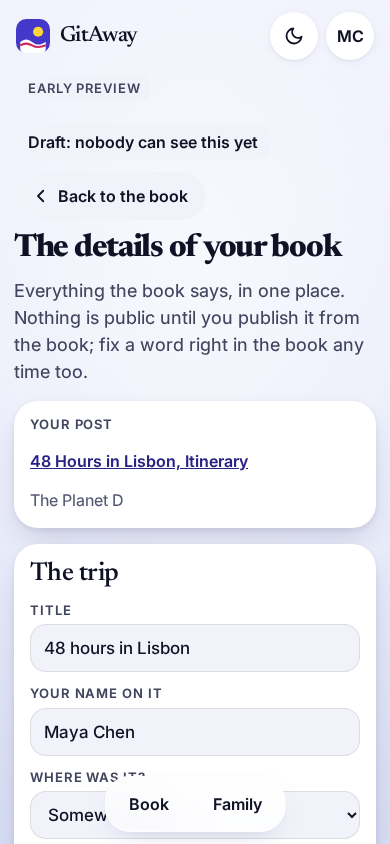 GitAway
MC
EARLY PREVIEW
Draft: nobody can see this yet
Back to the book
The details of your book
Everything the book says, in one place.
Nothing is public until you publish it from
the book; fix a word right in the book any
time too.
YOUR POST
48 Hours in Lisbon, Itinerary
The Planet D
The trip
TITLE
48 hours in Lisbon
YOUR NAME ON IT
Maya Chen
WHERE WAS IT?
Book
Family